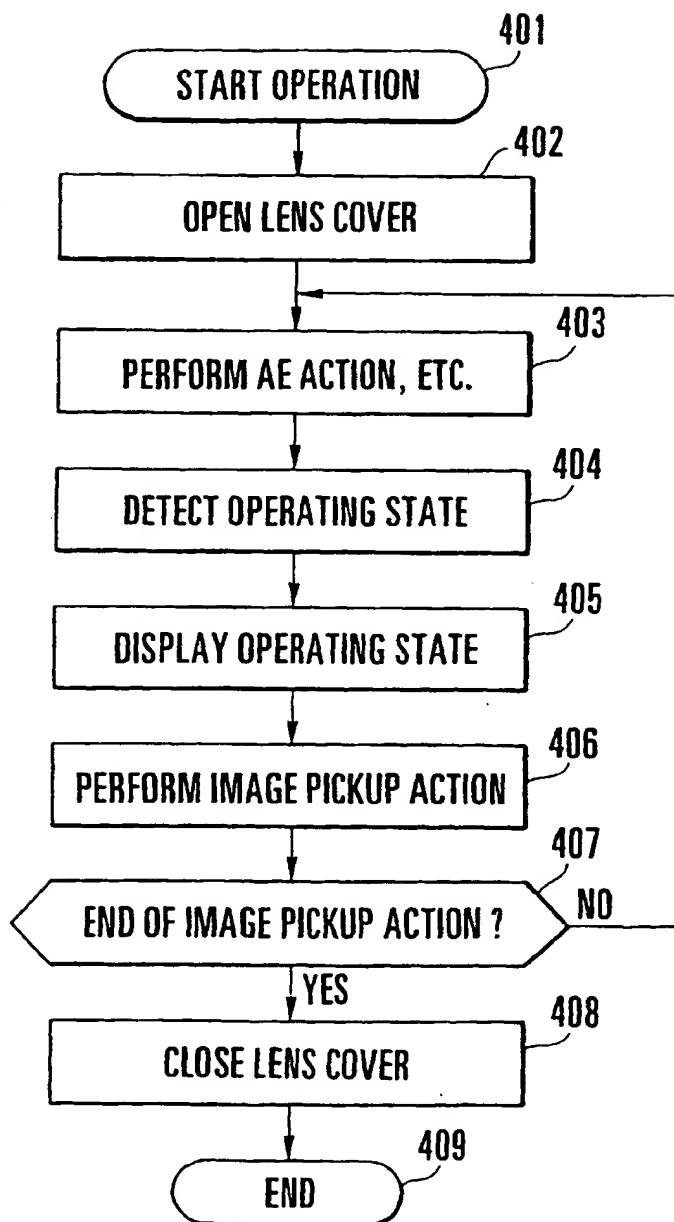 401
START OPERATION
402
OPEN LENS COVER
403
PERFORM AE ACTION, ETC.
404
DETECT OPERATING STATE
405
DISPLAY OPERATING STATE
406
PERFORM IMAGE PICKUP ACTION
407
END OF IMAGE PICKUP ACTION ?
NO
YES
408
CLOSE LENS COVER
409
END